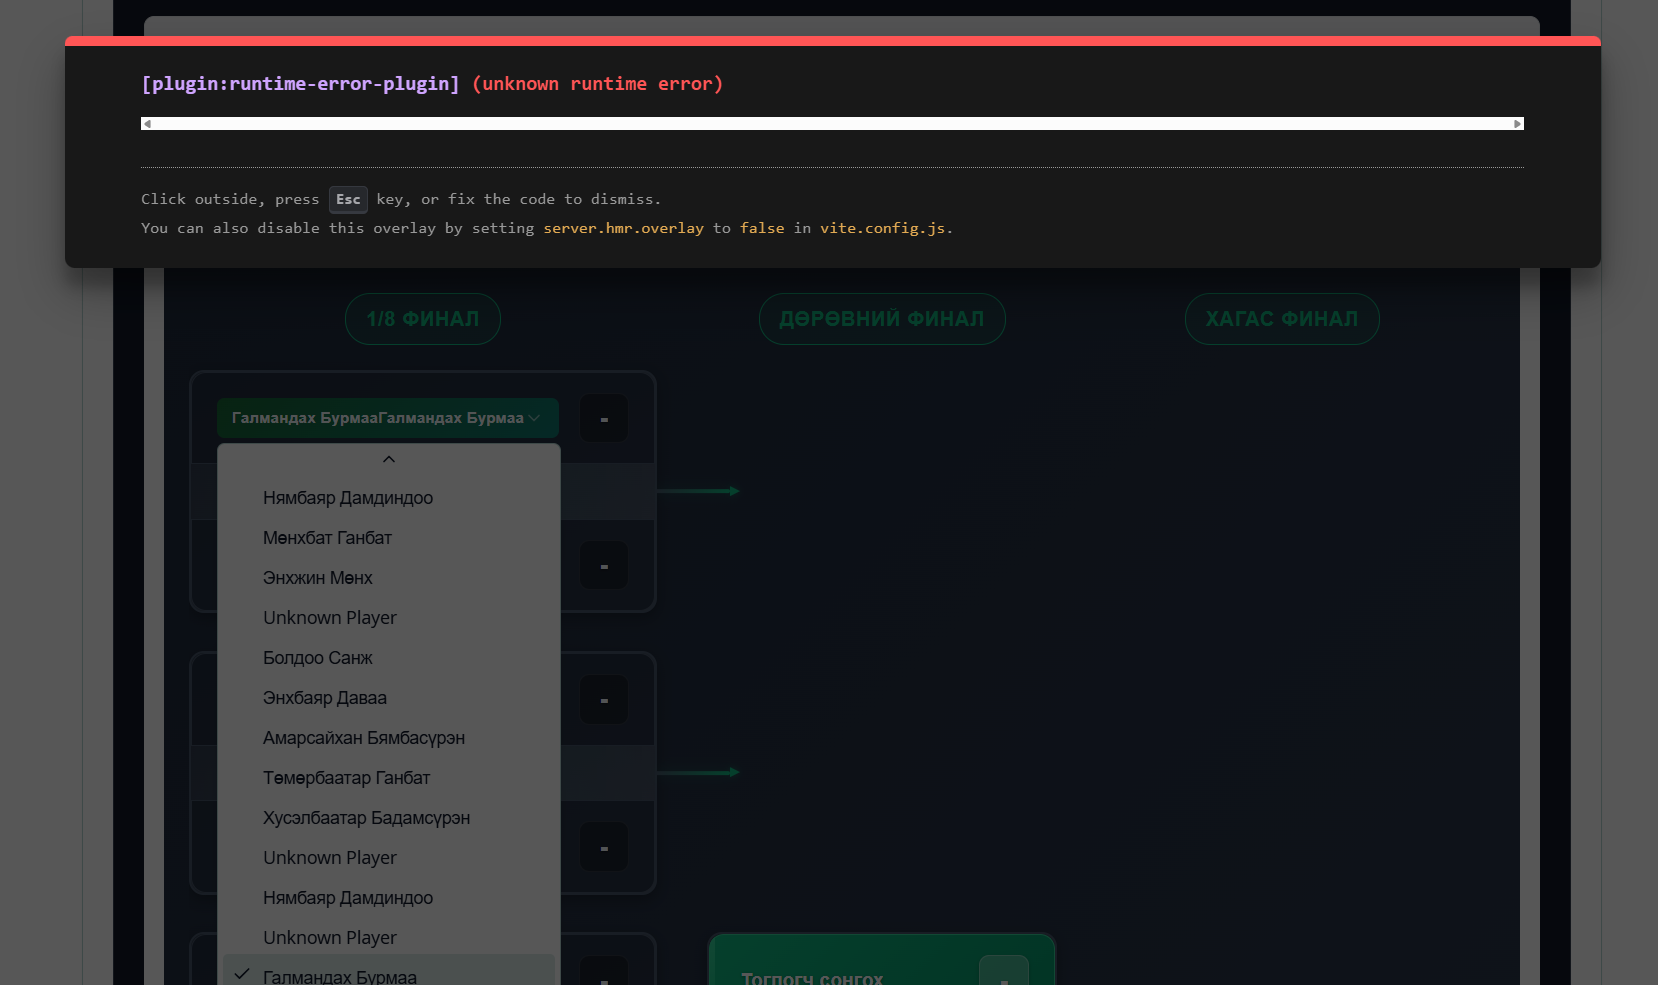 [plugin:runtime-error-plugin] (unknown runtime error)
Click outside, press Esc key, or fix the code to dismiss.
You can also disable this overlay by setting server.hmr.overlay to false in vite.config.js.
1/8 ФИНАЛ
ДӨРӨВНИЙ ФИНАЛ
ХАГАС ФИНАЛ
Галмандах БурмааГалмандах Бурмаа
-
Нямбаяр Дамдиндоо
Мөнхбат Ганбат
Энхжин Мөнх
-
Unknown Player
Болдоо Санж
Энхбаяр Даваа
-
Амарсайхан Бямбасүрэн
Төмөрбаатар Ганбат
Хусэлбаатар Бадамсүрэн
-
Unknown Player
Нямбаяр Дамдиндоо
Unknown Player
Галмандах Бурмаа
-
Тоглогч сонгох
-